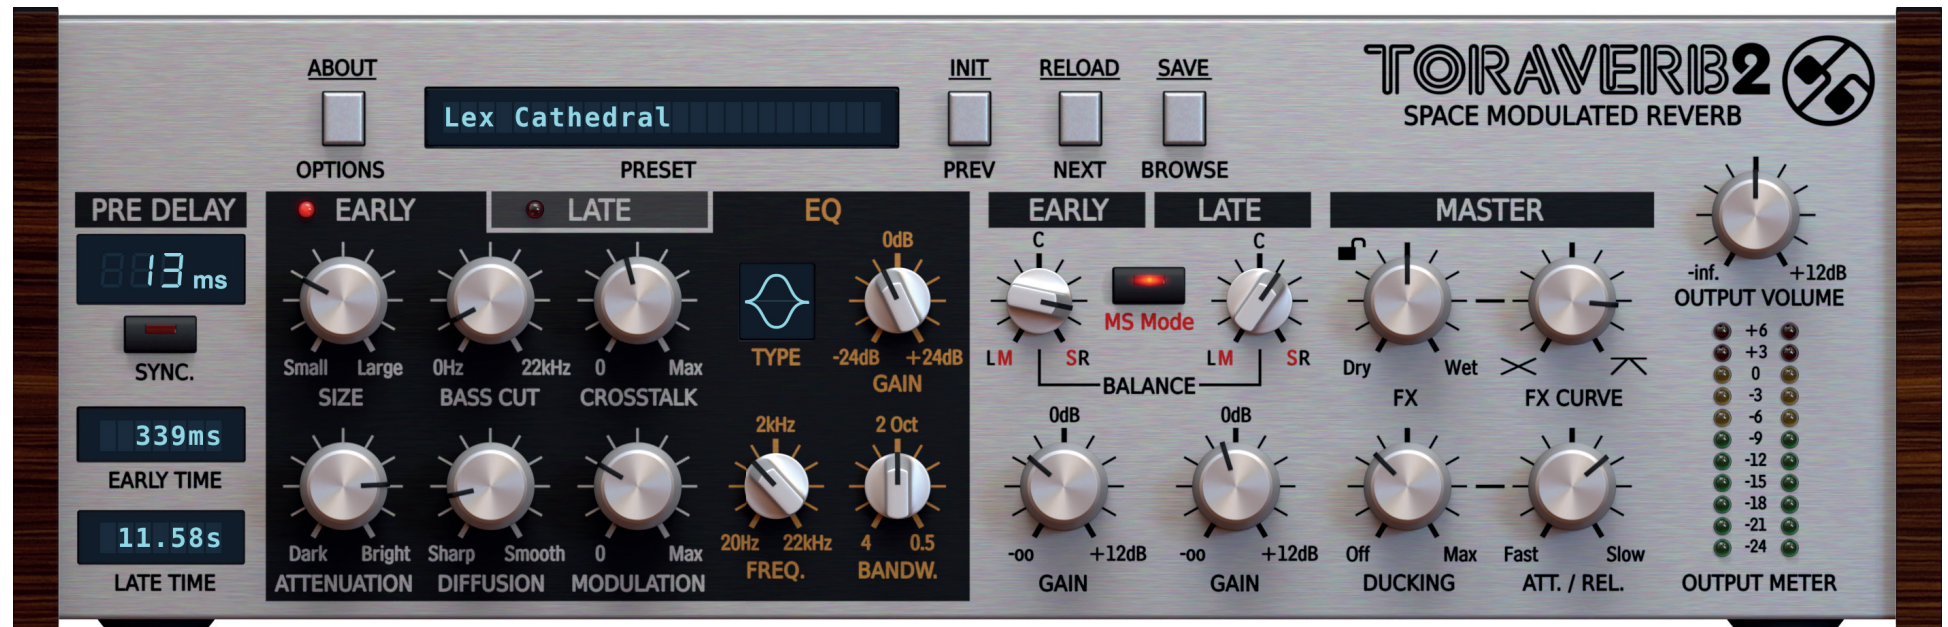 TORAVERB2
SPACE MODULATED REVERB
ABOUT
OPTIONS
Lex Cathedral
PRESET
INIT
PREV
RELOAD
NEXT
SAVE
BROWSE
PRE DELAY
13 ms
SYNC.
339ms
EARLY TIME
11.58s
LATE TIME
EARLY
LATE
EQ
Small Large
SIZE
0Hz 22kHz
BASS CUT
0 Max
CROSSTALK
Dark Bright
ATTENUATION
Sharp Smooth
DIFFUSION
0 Max
MODULATION
TYPE
0dB
-24dB +24dB
GAIN
2kHz
20Hz 22kHz
FREQ.
2 Oct
4 0.5
BANDW.
EARLY
LATE
C
LM SR
MS Mode
C
LM SR
BALANCE
0dB
-oo +12dB
GAIN
0dB
-oo +12dB
GAIN
MASTER
Dry Wet
FX
FX CURVE
Off Max
DUCKING
Fast Slow
ATT. / REL.
-inf. +12dB
OUTPUT VOLUME
+6
+3
0
-3
-6
-9
-12
-15
-18
-21
-24
OUTPUT METER